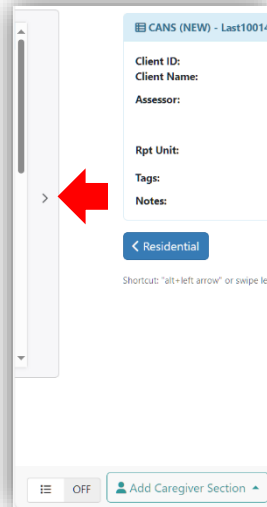 CANS (NEW) - Last10014
Client ID:
Client Name:
Assessor:
Rpt Unit:
Tags:
Notes:
Residential
Shortcut: "alt+left arrow" or swipe le
OFF
Add Caregiver Section